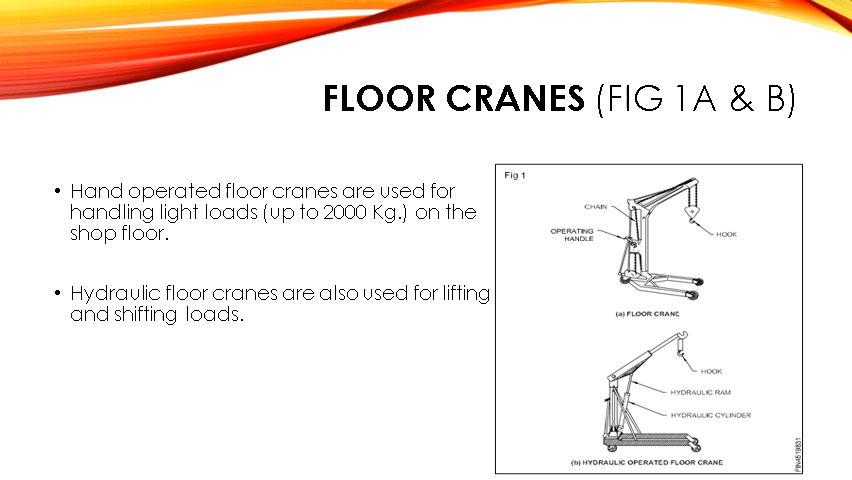 FLOOR CRANES (FIG 1A & B)
• Hand operated floor cranes are used for
handling light loads (up to 2000 Kg.) on the
shop floor.
• Hydraulic floor cranes are also used for lifting
and shifting loads.
Fig 1
CHAIN
OPERATING
HANDLE
HOOK
(a) FLOOR CRANE
HOOK
HYDRAULIC RAM
HYDRAULIC CYLINDER
(b) HYDRAULIC OPERATED FLOOR CRANE
FIN4519831